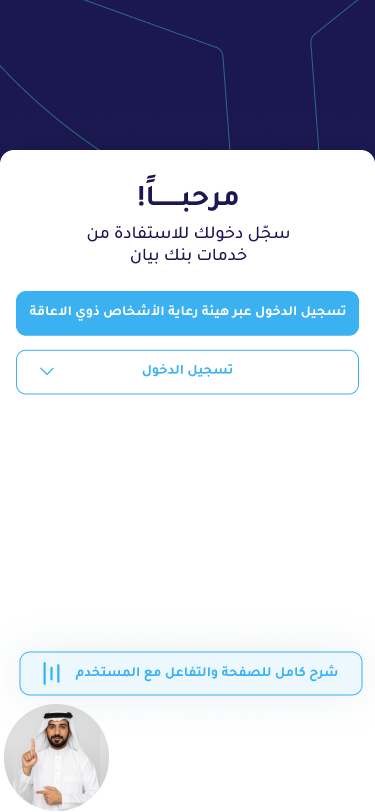 مرحبــــاً!
سجّل دخولك للاستفادة من
خدمات بنك بيان
تسجيل الدخول عبر هيئة رعاية الأشخاص ذوي الاعاقة
تسجيل الدخول
شرح كامل للصفحة والتفاعل مع المستخدم